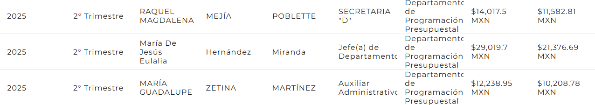 2025 2° Trimestre RAQUEL MAGDALENA MEJÍA POBLETTE SECRETARIA "D" Departamento de Programación Presupuestal $14,017.5 MXN $11,582.81 MXN
2025 2° Trimestre María De Jesús Eulalia Hernández Miranda Jefe(a) de Departamento Departamento de Programación Presupuestal $29,019.7 MXN $21,376.69 MXN
2025 2° Trimestre MARÍA GUADALUPE ZETINA MARTÍNEZ Auxiliar Administrativo Departamento de Programación Presupuestal $12,238.95 MXN $10,208.78 MXN